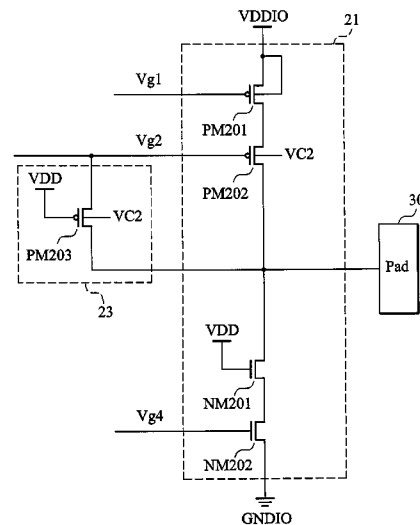 VDDIO
21
Vg1
PM201
Vg2
VC2
PM202
VDD
VC2
PM203
23
30
Pad
VDD
NM201
Vg4
NM202
GNDIO